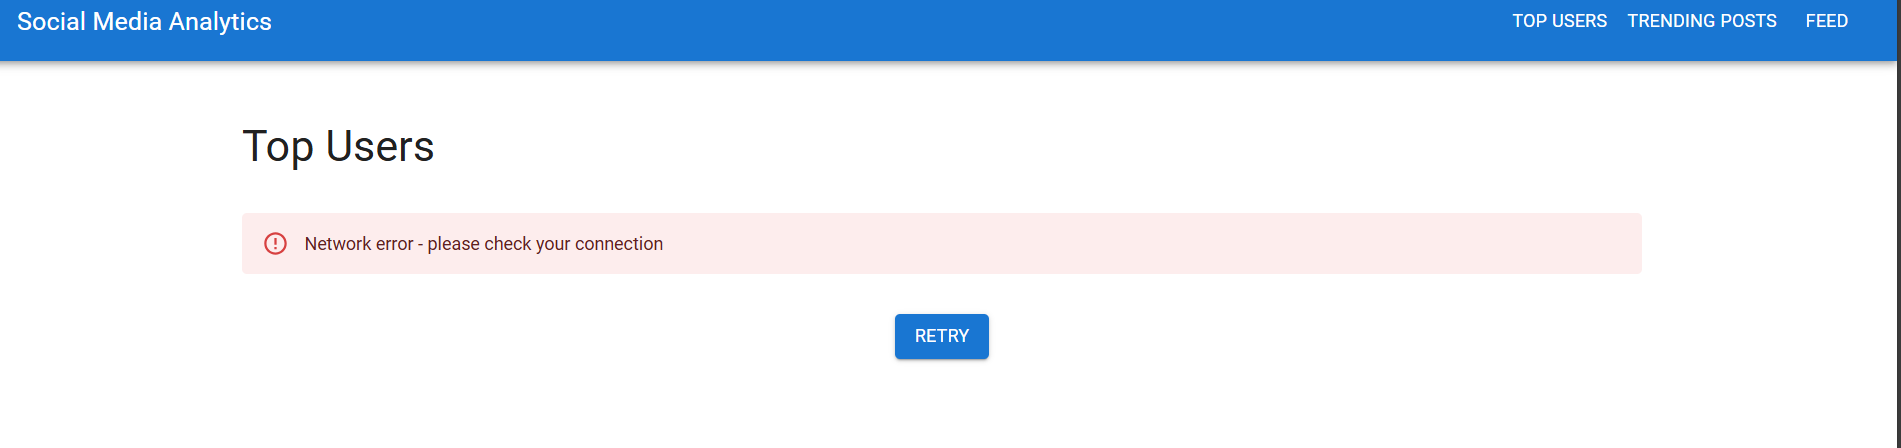 Social Media Analytics
TOP USERS TRENDING POSTS FEED
Top Users
Network error - please check your connection
RETRY